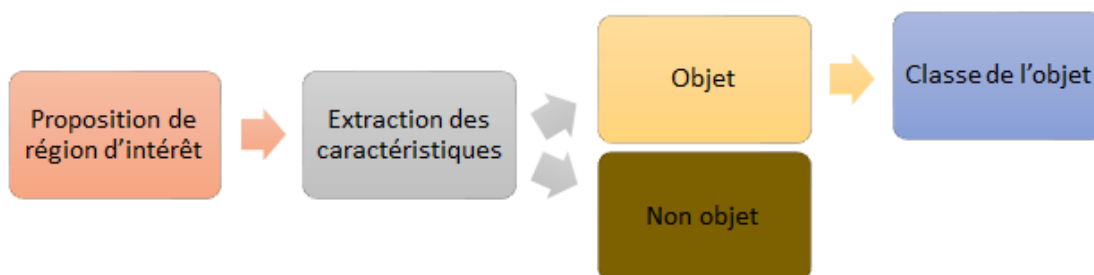 Proposition de
région d'intérêt
Extraction des
caractéristiques
Objet
Non objet
Classe de l'objet